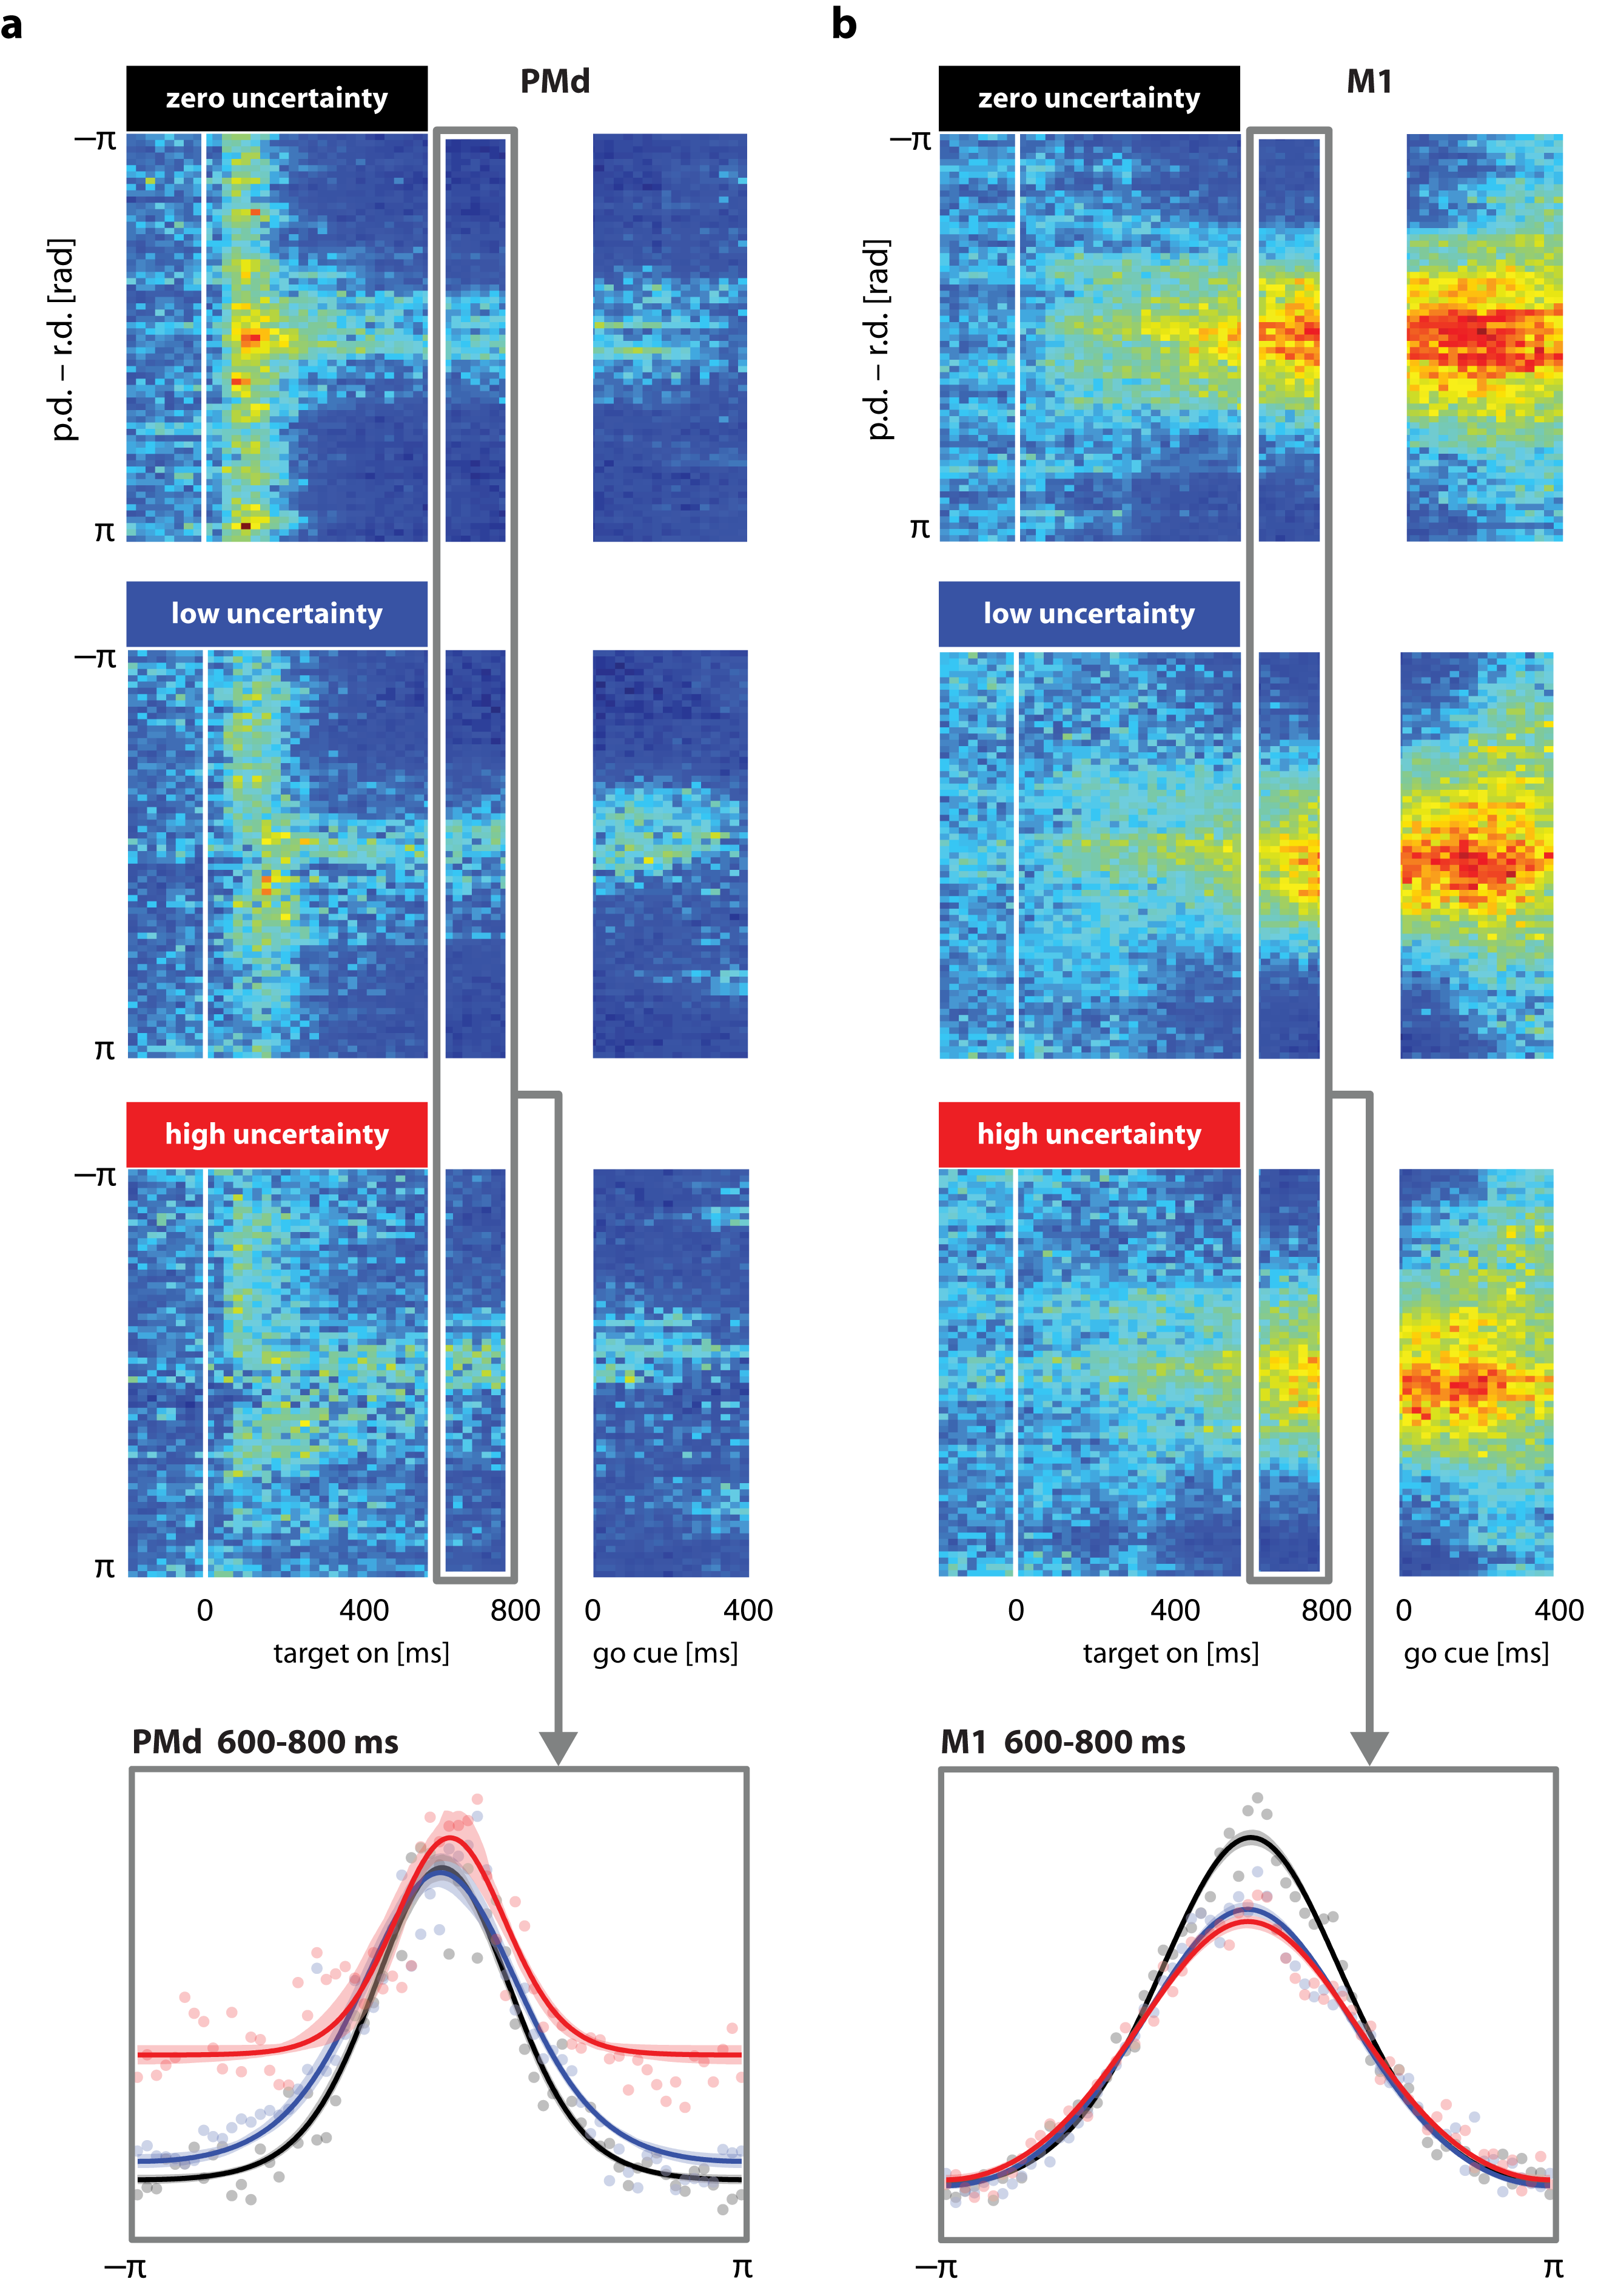 a
zero uncertainty
PMd
−π
p.d. − r.d. [rad]
π
low uncertainty
−π
π
high uncertainty
−π
π
0 400 800 0 400
target on [ms] go cue [ms]
PMd 600-800 ms
−π π
b
zero uncertainty
M1
−π
p.d. − r.d. [rad]
π
low uncertainty
high uncertainty
0 400 800 0 400
target on [ms] go cue [ms]
M1 600-800 ms
−π π